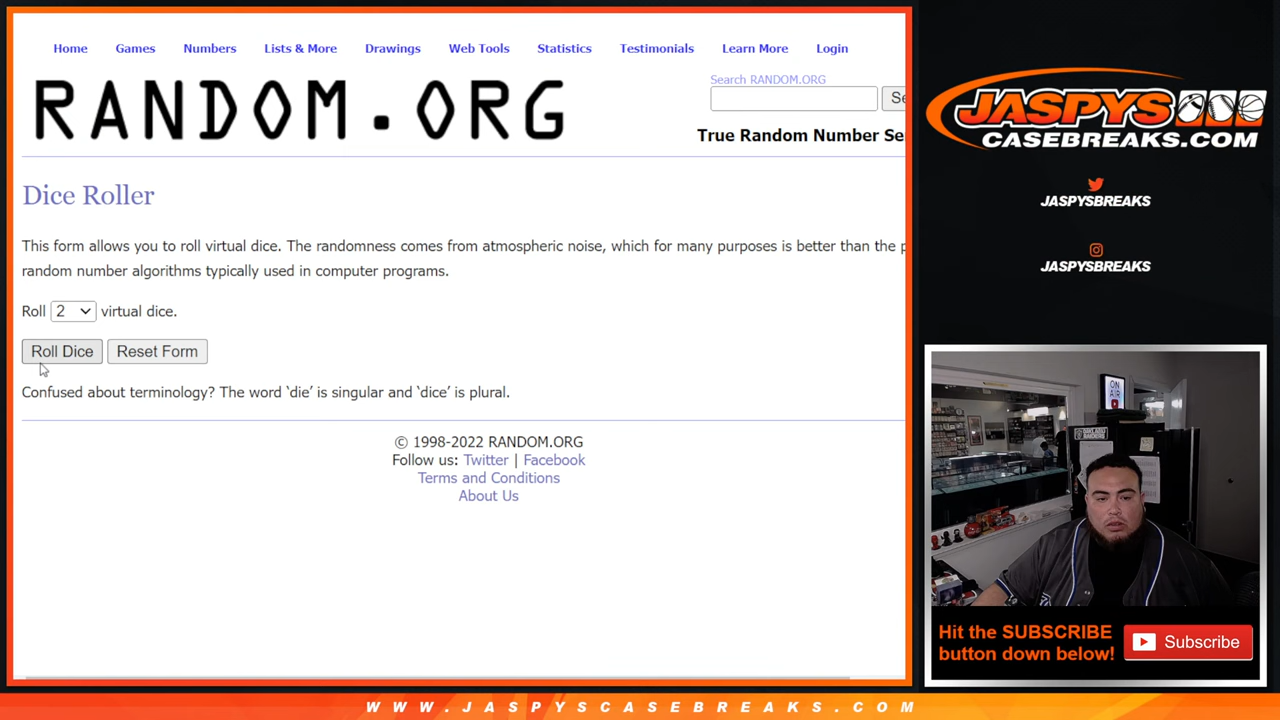 Home Games Numbers Lists & More Drawings Web Tools Statistics Testimonials Learn More Login
RANDOM.ORG
Search RANDOM.ORG
Se
True Random Number Se
Dice Roller
This form allows you to roll virtual dice. The randomness comes from atmospheric noise, which for many purposes is better than the p
random number algorithms typically used in computer programs.
Roll 2 virtual dice.
Roll Dice Reset Form
Confused about terminology? The word ‘die’ is singular and ‘dice’ is plural.
© 1998-2022 RANDOM.ORG
Follow us: Twitter | Facebook
Terms and Conditions
About Us
JASPYS
CASEBREAKS.COM
JASPYSBREAKS
JASPYSBREAKS
ON
AIR
Hit the SUBSCRIBE
button down below!
Subscribe
WWW.JASPYSCASEBREAKS.COM